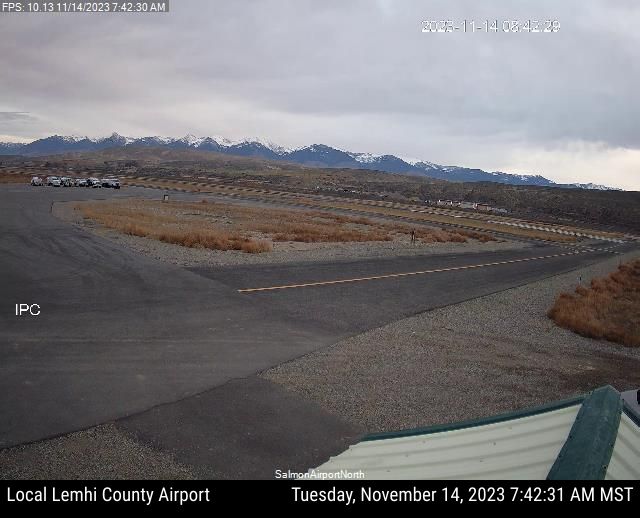 FPS: 10.13 11/14/2023 7:42:30 AM
2023-11-14 08:42:29
IPC
SalmonAirportNorth
Local Lemhi County Airport Tuesday, November 14, 2023 7:42:31 AM MST